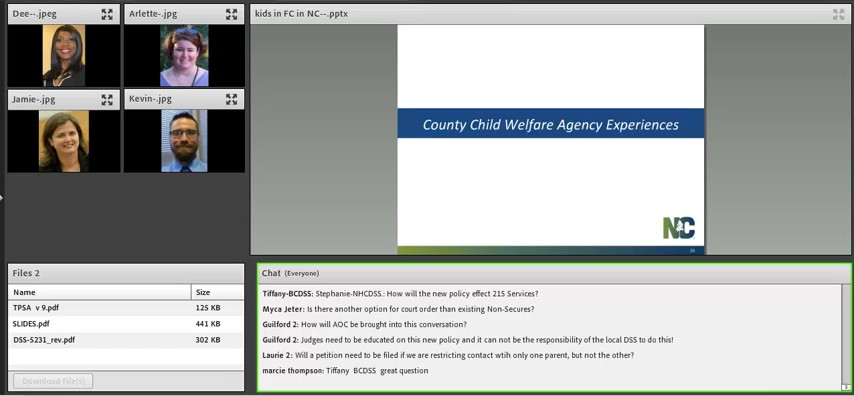 Dee--.jpeg
Arlette-.jpg
kids in FC in NC--.pptx
Jamie-.jpg
Kevin-.jpg
County Child Welfare Agency Experiences
NC
Files 2
Name Size
TPSA v 9.pdf 125 KB
SLIDES.pdf 441 KB
DSS-5231_rev.pdf 302 KB
Download File(s)
Chat (Everyone)
Tiffany-BCDSS: Stephanie-NHCDSS.: How will the new policy effect 215 Services?
Myca Jeter: Is there another option for court order than existing Non-Secures?
Guilford 2: How will AOC be brought into this conversation?
Guilford 2: Judges need to be educated on this new policy and it can not be the responsibility of the local DSS to do this!
Laurie 2: Will a petition need to be filed if we are restricting contact wtih only one parent, but not the other?
marcie thompson: Tiffany BCDSS great question